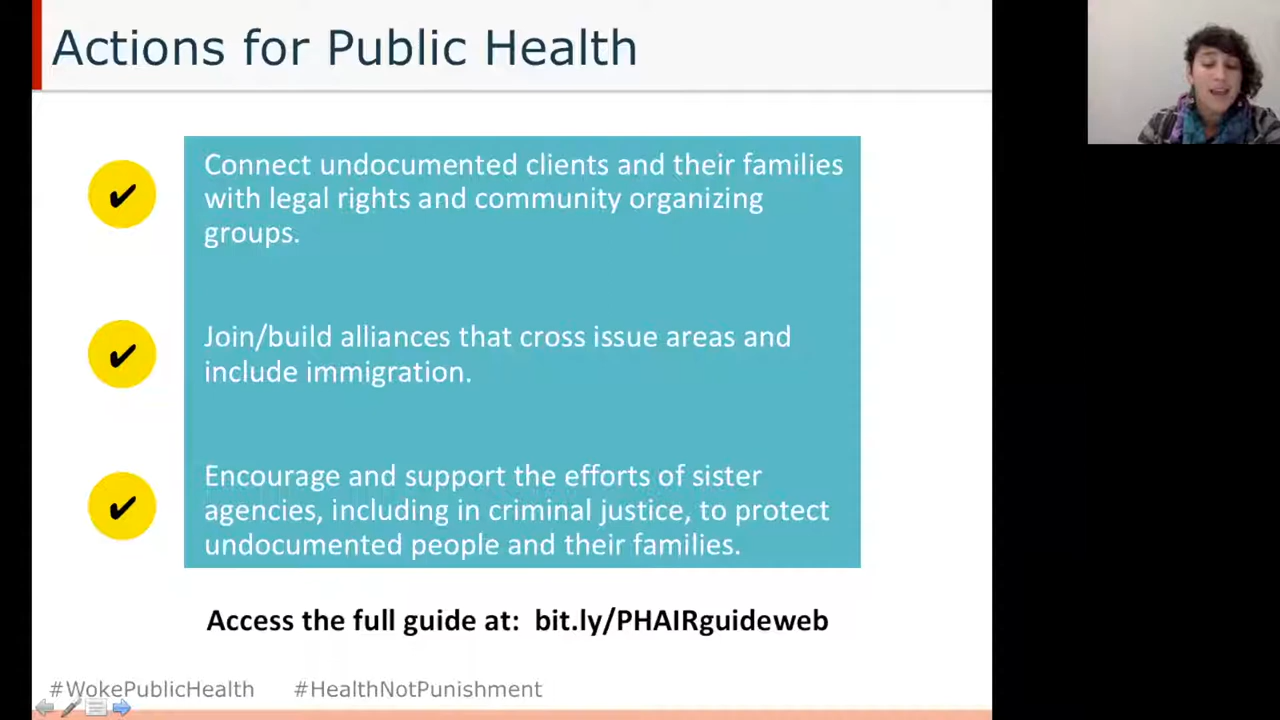 Actions for Public Health
Connect undocumented clients and their families
with legal rights and community organizing
groups.
Join/build alliances that cross issue areas and
include immigration.
Encourage and support the efforts of sister
agencies, including in criminal justice, to protect
undocumented people and their families.
Access the full guide at: bit.ly/PHAIRguideweb
#WokePublicHealth #HealthNotPunishment